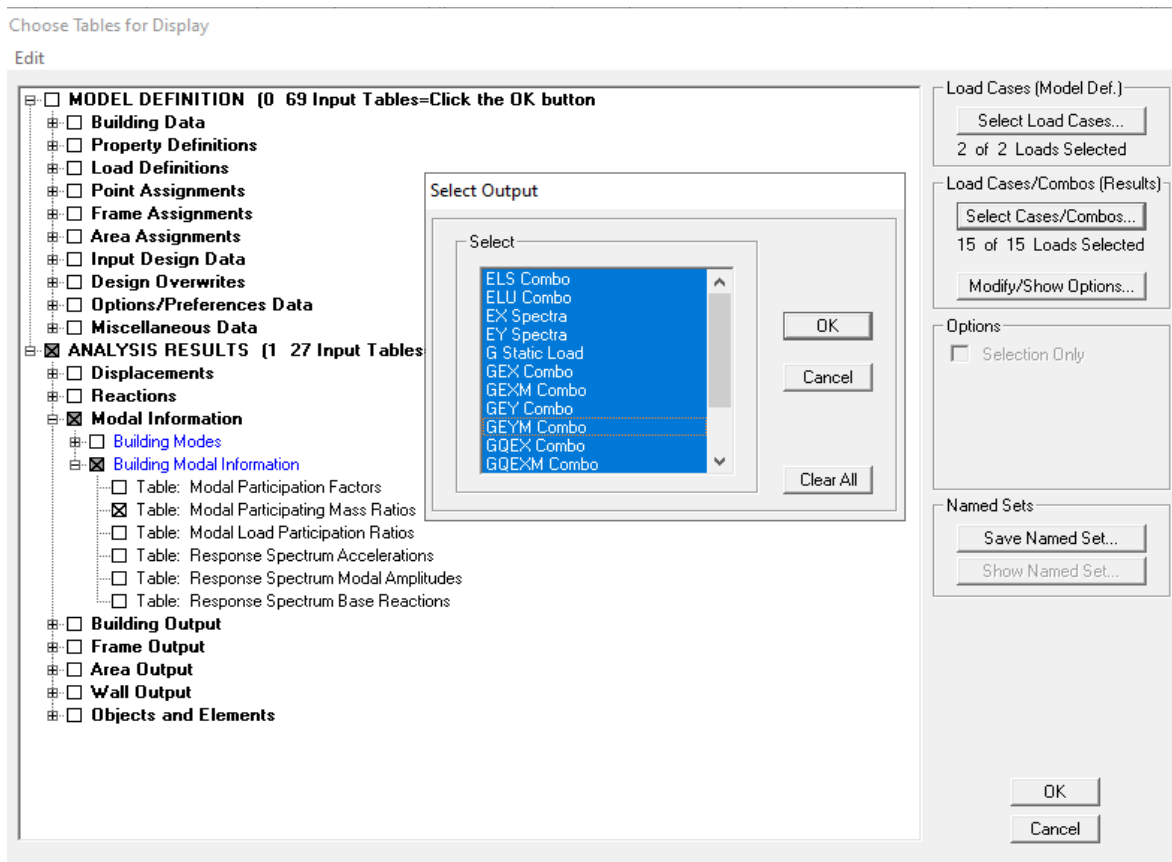 Choose Tables for Display
Edit
MODEL DEFINITION (0 69 Input Tables=Click the OK button
Building Data
Property Definitions
Load Definitions
Point Assignments
Frame Assignments
Area Assignments
Input Design Data
Design Overwrites
Options/Preferences Data
Miscellaneous Data
ANALYSIS RESULTS (1 27 Input Tables
Displacements
Reactions
Modal Information
Building Modes
Building Modal Information
Table: Modal Participation Factors
Table: Modal Participating Mass Ratios
Table: Modal Load Participation Ratios
Table: Response Spectrum Accelerations
Table: Response Spectrum Modal Amplitudes
Table: Response Spectrum Base Reactions
Building Output
Frame Output
Area Output
Wall Output
Objects and Elements
Select Output
Select
ELS Combo
ELU Combo
EX Spectra
EY Spectra
G Static Load
GEX Combo
GEXM Combo
GEY Combo
GEYM Combo
GQEX Combo
GQEXM Combo
OK
Cancel
Clear All
Load Cases (Model Def.)
Select Load Cases...
2 of 2 Loads Selected
Load Cases/Combos (Results)
Select Cases/Combos...
15 of 15 Loads Selected
Modify/Show Options...
Options
Selection Only
Named Sets
Save Named Set...
Show Named Set...
OK
Cancel